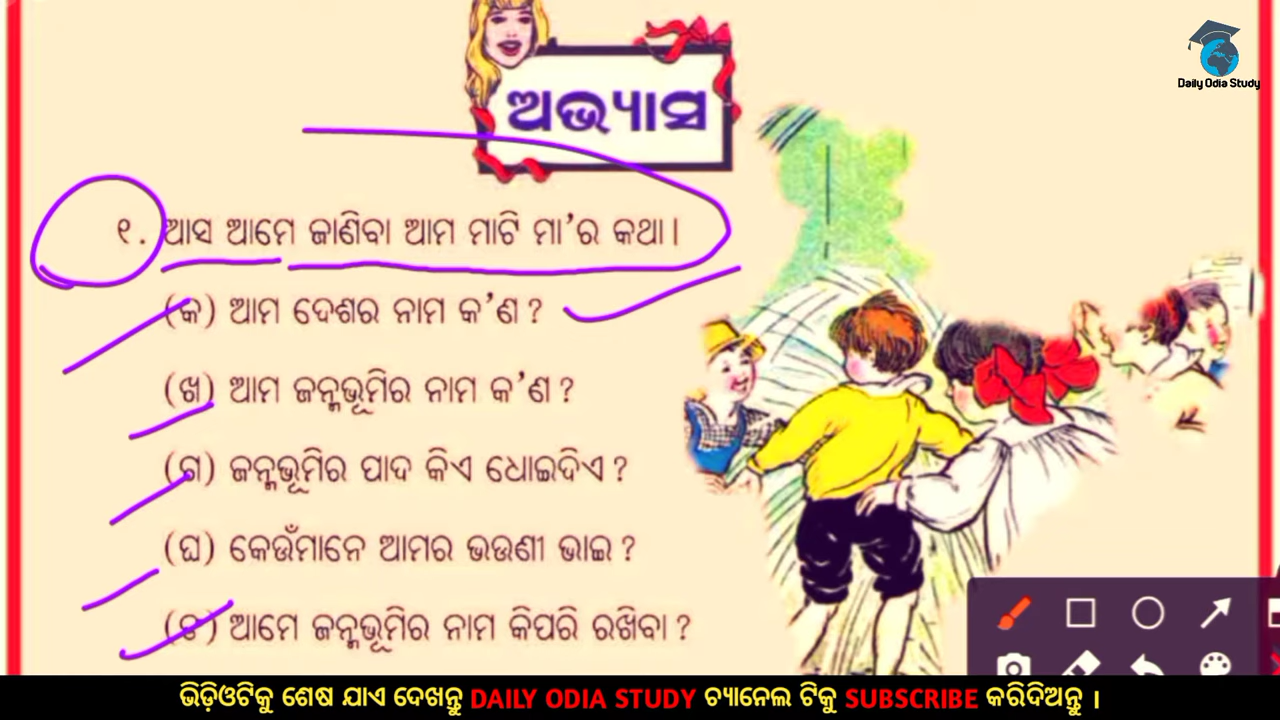 Daily Odia Study
ଅଭ୍ୟାସ
୧. ଆସ ଆମେ ଜାଣିବା ଆମ ମାଟି ମା’ର କଥା।
(କ) ଆମ ଦେଶର ନାମ କ’ଣ ?
(ଖ) ଆମ ଜନ୍ମଭୂମିର ନାମ କ’ଣ ?
(ଗ) ଜନ୍ମଭୂମିର ପାଦ କିଏ ଧୋଇଦିଏ ?
(ଘ) କେଉଁମାନେ ଆମର ଭଉଣୀ ଭାଇ ?
(ଙ) ଆମେ ଜନ୍ମଭୂମିର ନାମ କିପରି ରଖିବା ?
ଭିଡ଼ିଓଟିକୁ ଶେଷ ଯାଏ ଦେଖନ୍ତୁ DAILY ODIA STUDY ଚ୍ୟାନେଲ ଟିକୁ SUBSCRIBE କରିଦିଅନ୍ତୁ ।